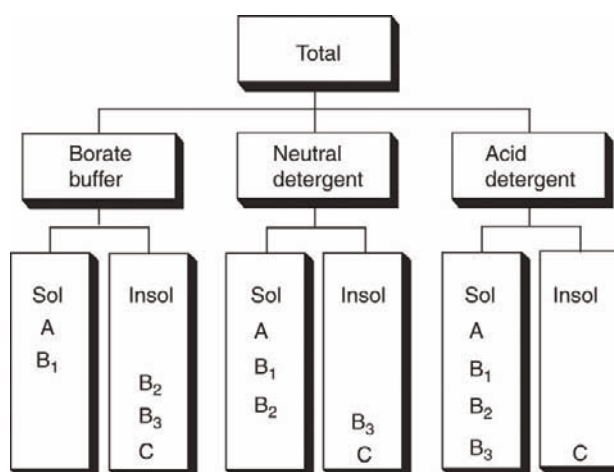 Total
Borate
buffer
Neutral
detergent
Acid
detergent
Sol
A
B₁
Insol
B₂
B₃
C
Sol
A
B₁
B₂
Insol
B₃
C
Sol
A
B₁
B₂
B₃
Insol
C